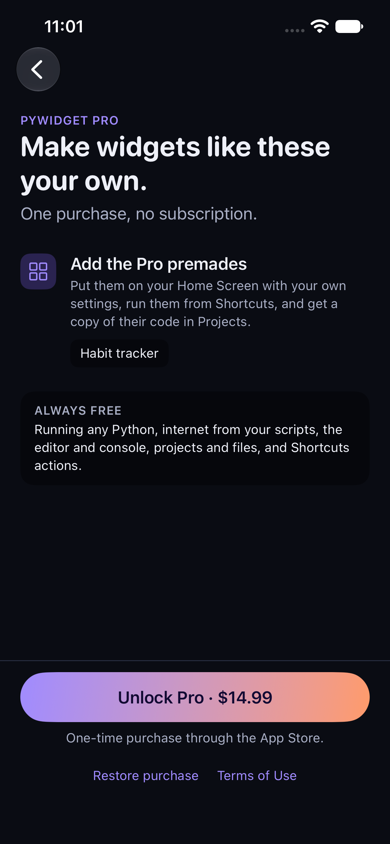 11:01
PYWIDGET PRO
Make widgets like these
your own.
One purchase, no subscription.
Add the Pro premades
Put them on your Home Screen with your own
settings, run them from Shortcuts, and get a
copy of their code in Projects.
Habit tracker
ALWAYS FREE
Running any Python, internet from your scripts, the
editor and console, projects and files, and Shortcuts
actions.
Unlock Pro · $14.99
One-time purchase through the App Store.
Restore purchase Terms of Use